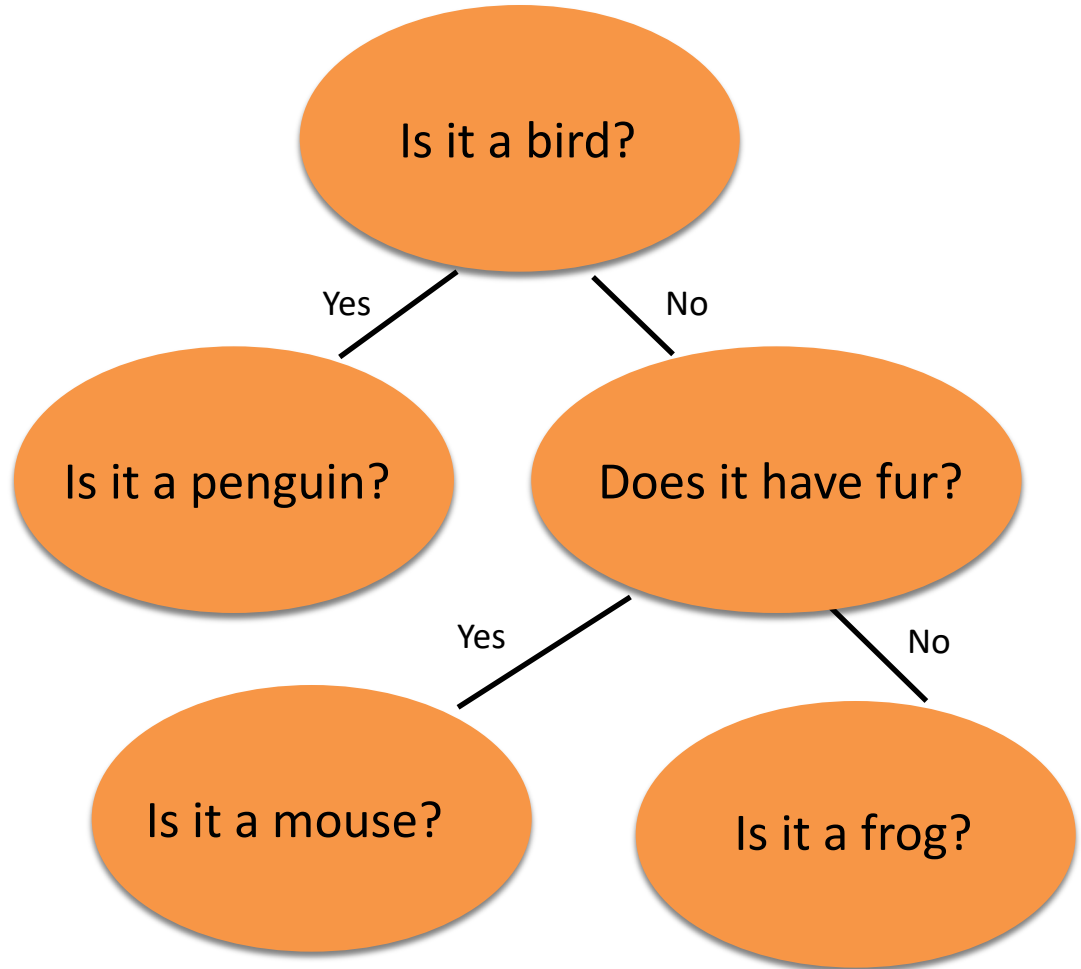 Is it a bird?
Yes
No
Is it a penguin?
Does it have fur?
Yes
No
Is it a mouse?
Is it a frog?